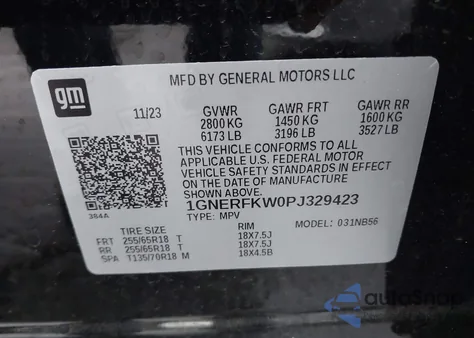 gm
MFD BY GENERAL MOTORS LLC
11/23 GVWR GAWR FRT GAWR RR
2800 KG 1450 KG 1600 KG
6173 LB 3196 LB 3527 LB
THIS VEHICLE CONFORMS TO ALL
APPLICABLE U.S. FEDERAL MOTOR
VEHICLE SAFETY STANDARDS IN
EFFECT ON THE DATE OF MANUFACTURE
SHOWN ABOVE.
384A
1GNERFKW0PJ329423
TYPE: MPV MODEL: 031NB56
TIRE SIZE RIM
FRT 255/65R18 T 18X7.5J
RR 255/65R18 T 18X7.5J
SPA T135/70R18 M 18X4.5B
autoSnap